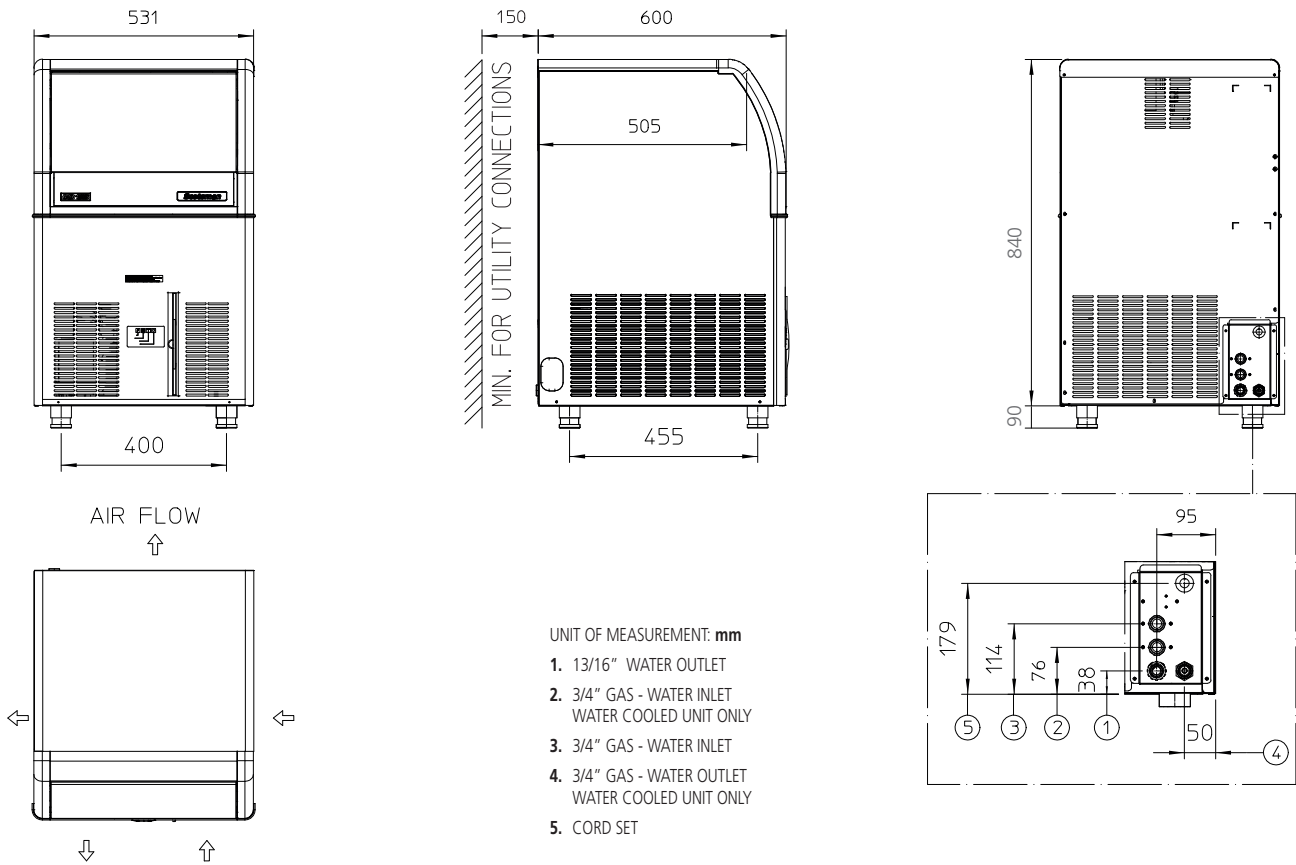 531
150
600
MIN. FOR UTILITY CONNECTIONS
505
840
90
400
455
AIR FLOW
95
179
114
76
38
50
5
3
2
1
4
UNIT OF MEASUREMENT: mm
1. 13/16" WATER OUTLET
2. 3/4" GAS - WATER INLET
WATER COOLED UNIT ONLY
3. 3/4" GAS - WATER INLET
4. 3/4" GAS - WATER OUTLET
WATER COOLED UNIT ONLY
5. CORD SET